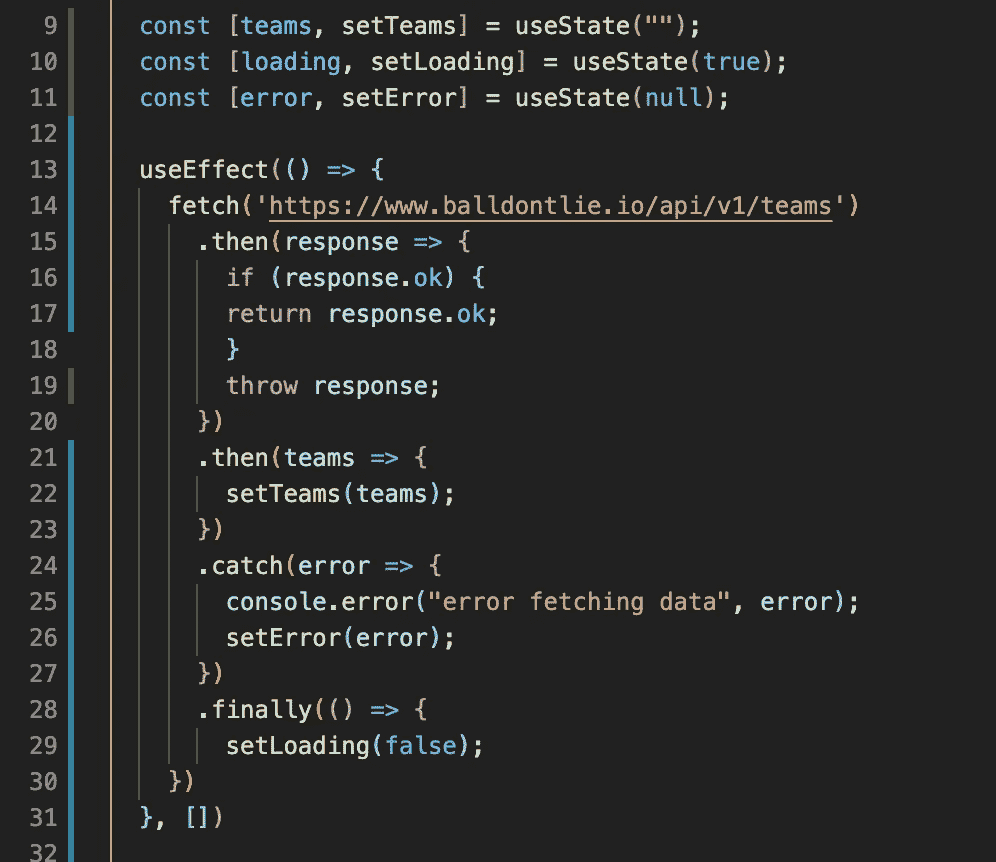 9 const [teams, setTeams] = useState("");
10 const [loading, setLoading] = useState(true);
11 const [error, setError] = useState(null);
12
13 useEffect(() => {
14 fetch('https://www.balldontlie.io/api/v1/teams')
15 .then(response => {
16 if (response.ok) {
17 return response.ok;
18 }
19 throw response;
20 })
21 .then(teams => {
22 setTeams(teams);
23 })
24 .catch(error => {
25 console.error("error fetching data", error);
26 setError(error);
27 })
28 .finally(() => {
29 setLoading(false);
30 })
31 }, [])
32